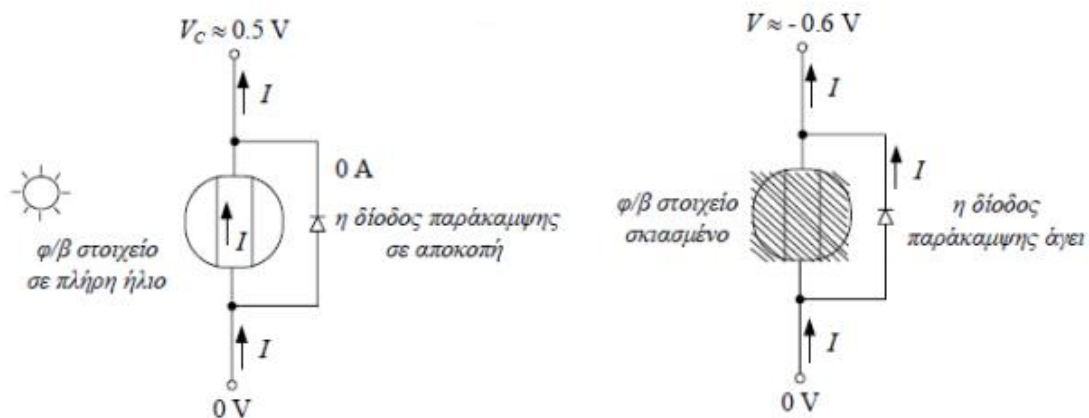 V_C ≈ 0.5 V
I
0 A
I
η δίοδος παράκαμψης
σε αποκοπή
φ/β στοιχείο
σε πλήρη ήλιο
I
0 V
V ≈ - 0.6 V
I
I
φ/β στοιχείο
σκιασμένο
η δίοδος
παράκαμψης άγει
I
0 V